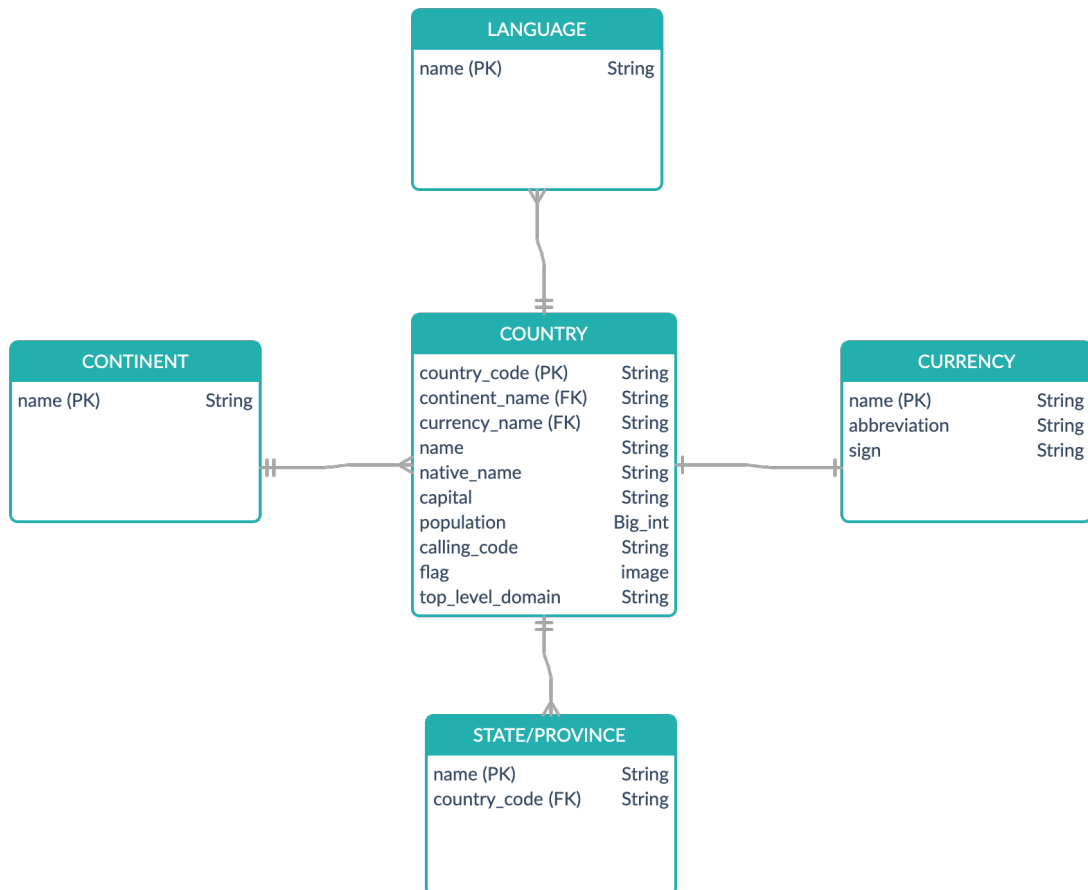 LANGUAGE
name (PK) String
COUNTRY
country_code (PK) String
continent_name (FK) String
currency_name (FK) String
name String
native_name String
capital String
population Big_int
calling_code String
flag image
top_level_domain String
CONTINENT
name (PK) String
CURRENCY
name (PK) String
abbreviation String
sign String
STATE/PROVINCE
name (PK) String
country_code (FK) String